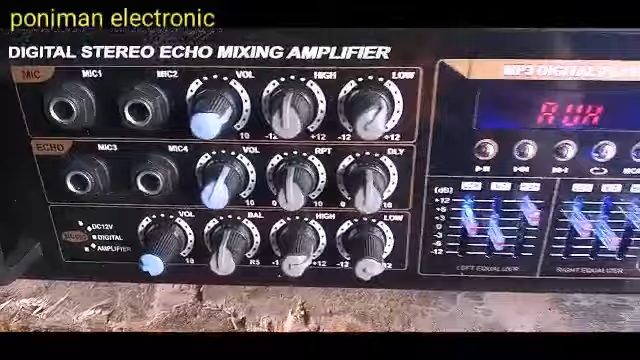 poniman electronic
DIGITAL STEREO ECHO MIXING AMPLIFIER
MIC MIC1 MIC2 VOL HIGH LOW
10 -12 +12 -12 +12
MP3 DIGITAL
AUX
ECHO MIC3 MIC4 VOL RPT DLY
10 10 10
(dB)
+12
+6
+3
0
-3
-6
-12
VOL BAL HIGH LOW
DC12V
DIGITAL
AMPLIFIER
10 R5 +12 -12 +12
LEFT EQUALIZER RIGHT EQUALIZER